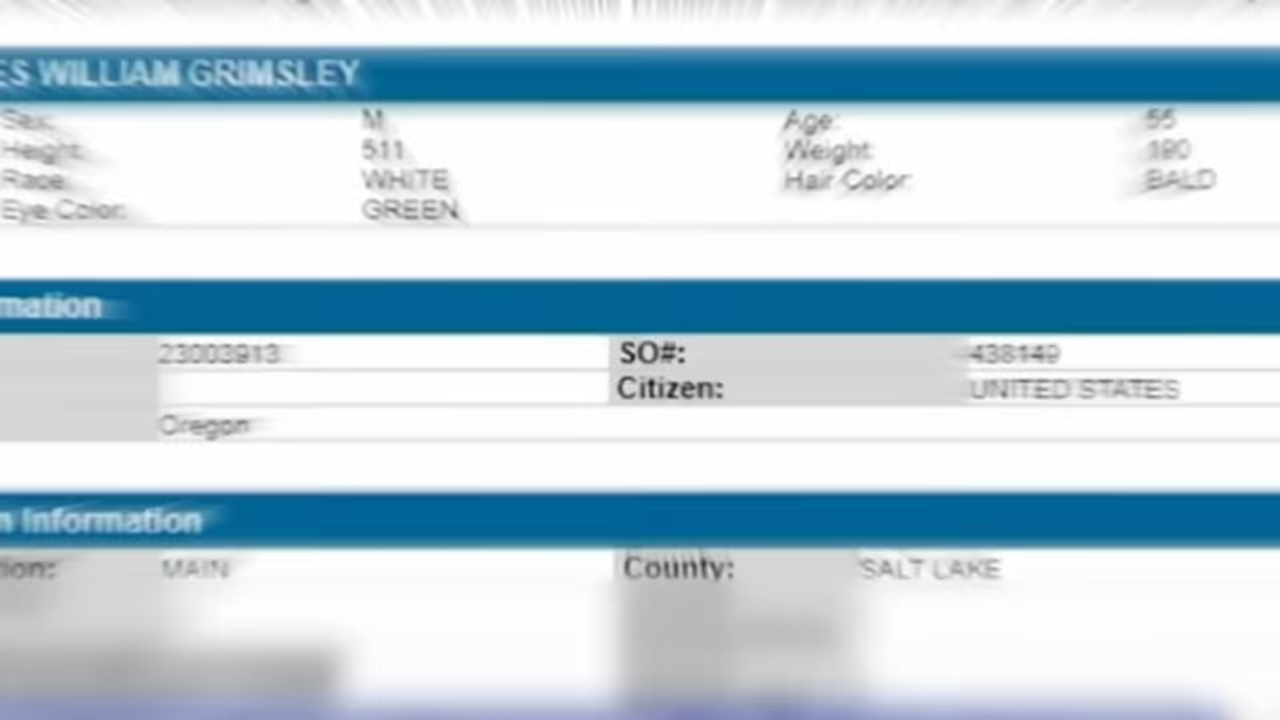 ES WILLIAM GRIMSLEY
Sex: M Age: 55
Height: 511 Weight: 190
Race: WHITE Hair Color: BALD
Eye Color: GREEN
mation
23003913 SO#: 438149
Citizen: UNITED STATES
Oregon
n Information
tion: MAIN County: SALT LAKE